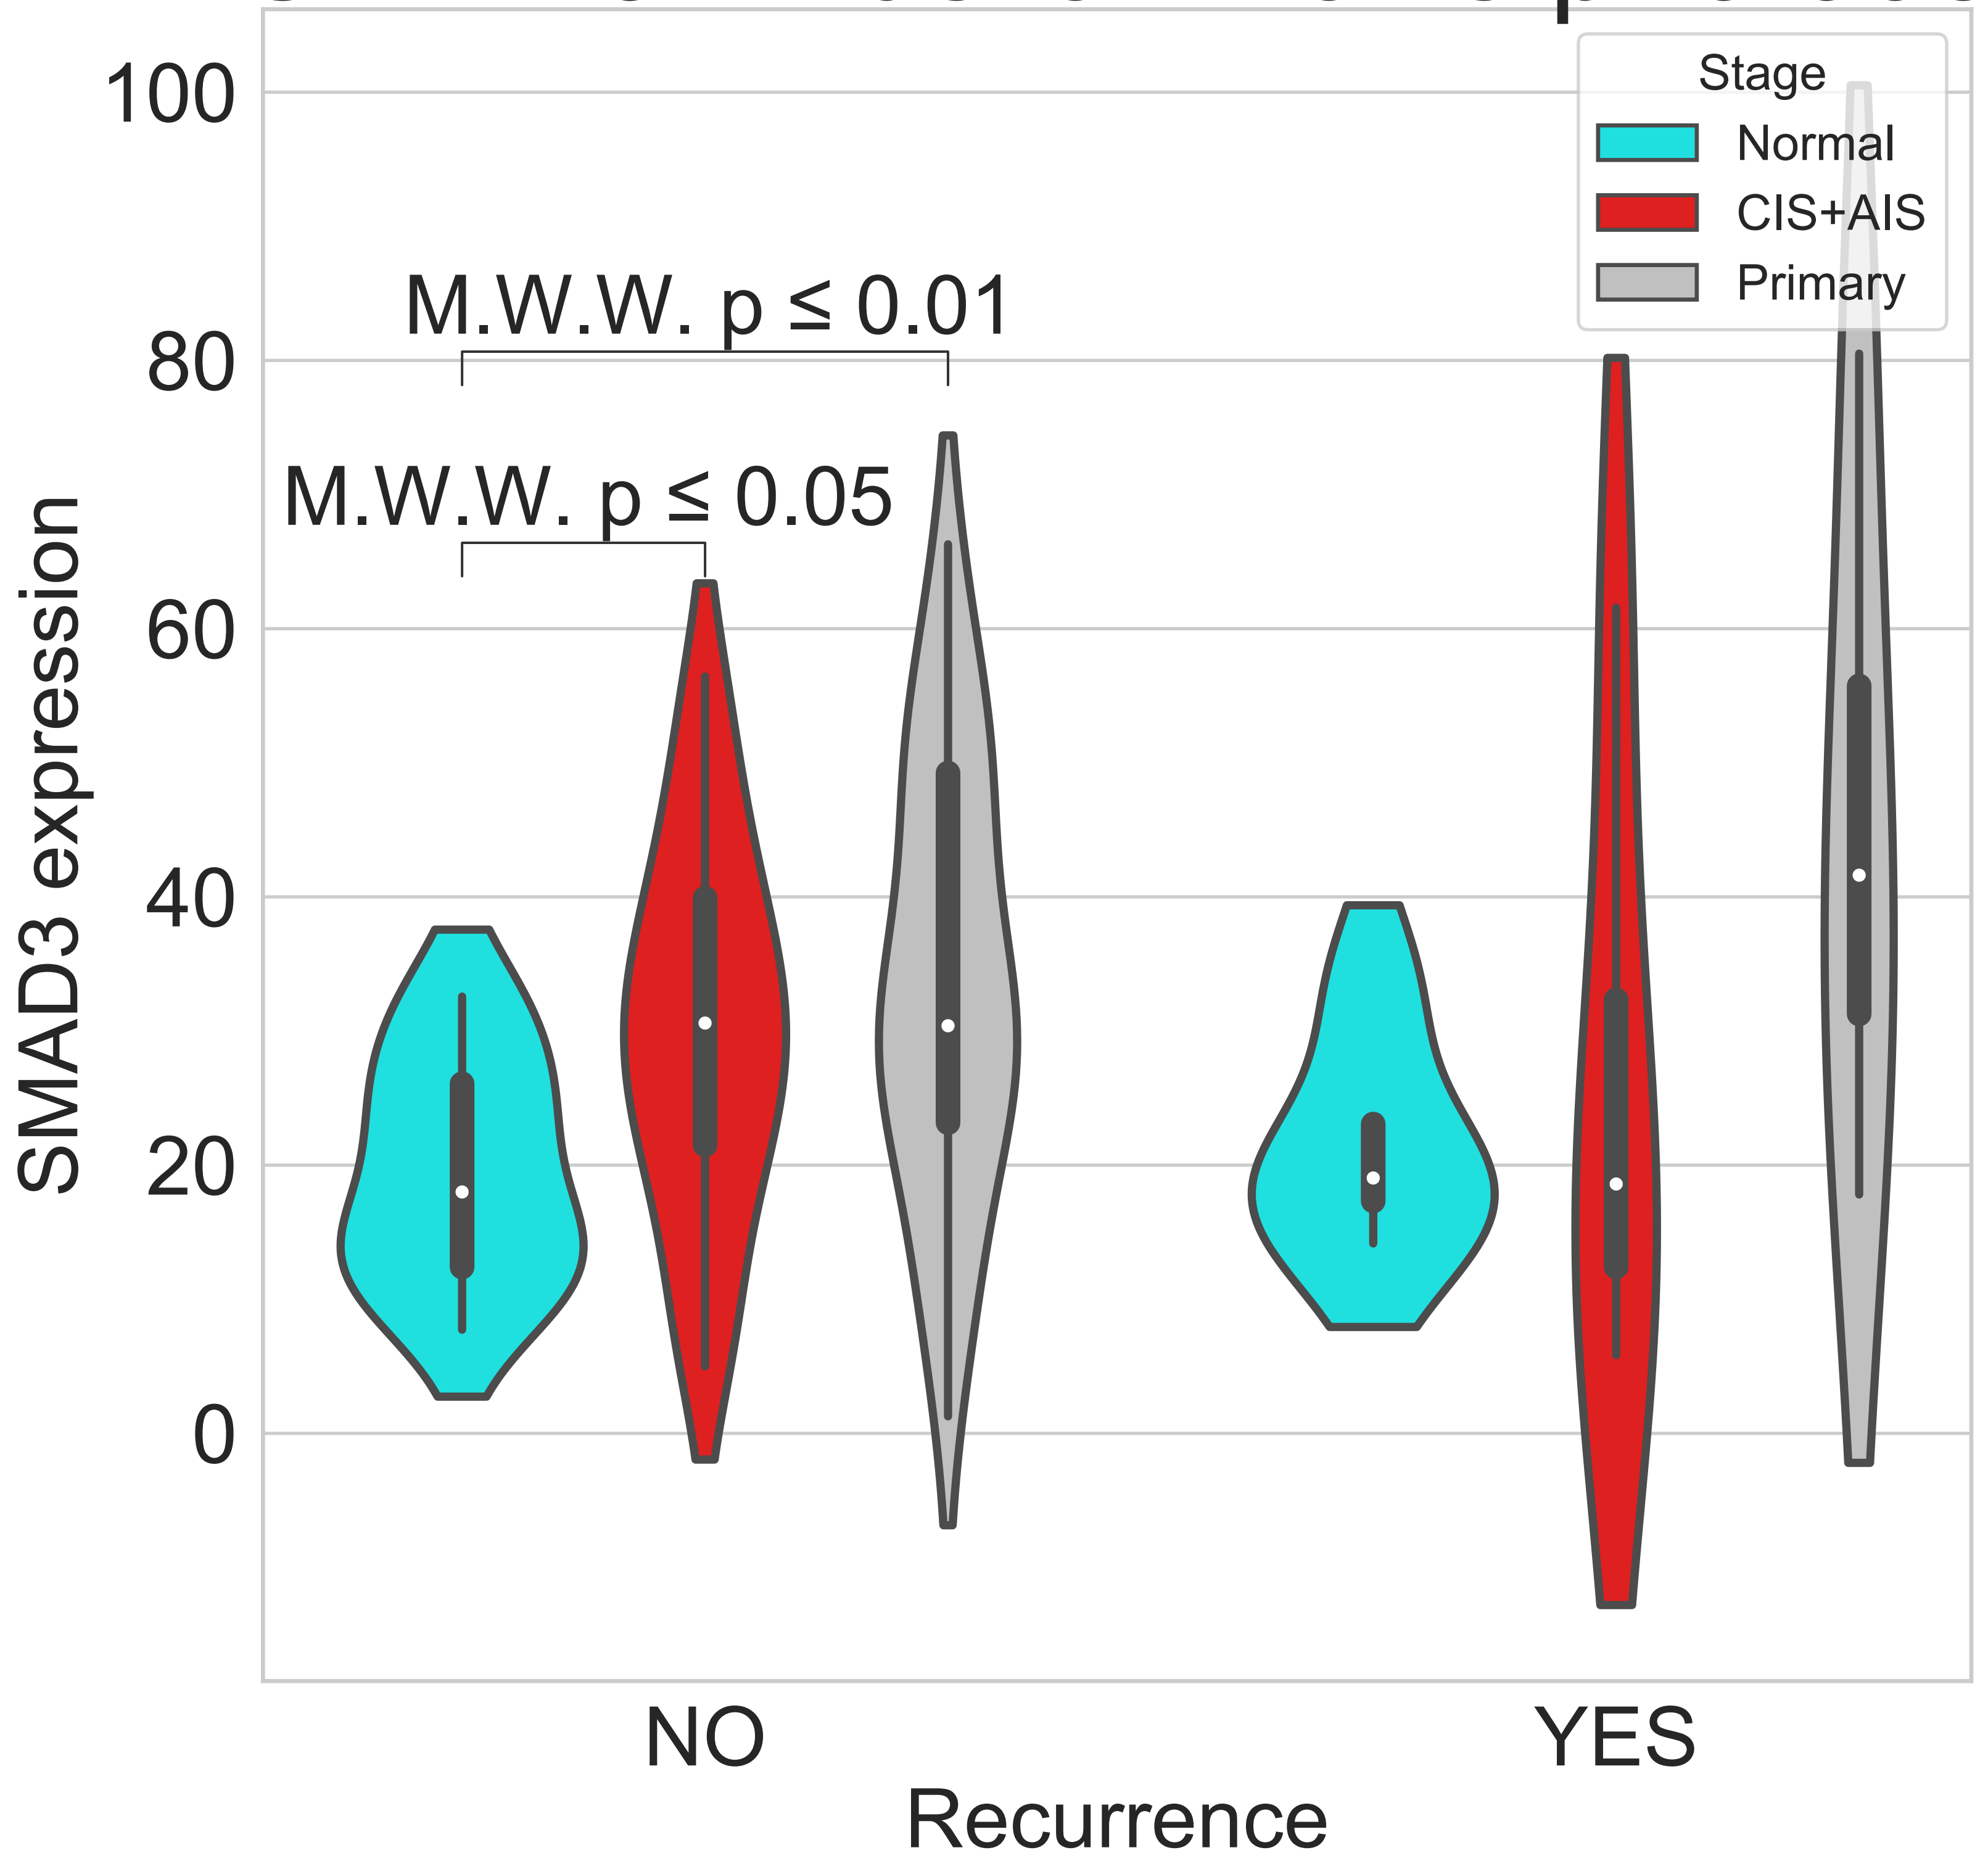 Stage
Normal
CIS+AIS
Primary
100
80
60
40
20
0
SMAD3 expression
M.W.W. p ≤ 0.01
M.W.W. p ≤ 0.05
NO
YES
Recurrence